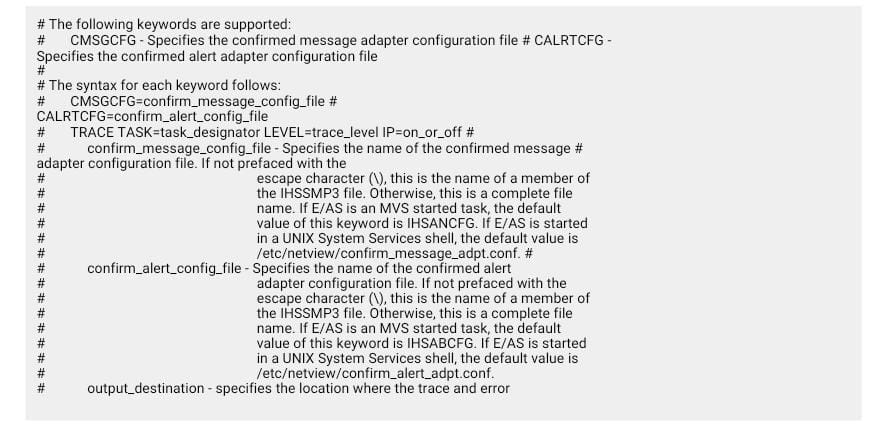 # The following keywords are supported:
# CMSGCFG - Specifies the confirmed message adapter configuration file # CALRTCFG -
Specifies the confirmed alert adapter configuration file
#
# The syntax for each keyword follows:
# CMSGCFG=confirm_message_config_file #
CALRTCFG=confirm_alert_config_file
# TRACE TASK=task_designator LEVEL=trace_level IP=on_or_off #
# confirm_message_config_file - Specifies the name of the confirmed message #
adapter configuration file. If not prefaced with the
# escape character (\), this is the name of a member of
# the IHSSMP3 file. Otherwise, this is a complete file
# name. If E/AS is an MVS started task, the default
# value of this keyword is IHSANCFG. If E/AS is started
# in a UNIX System Services shell, the default value is
# /etc/netview/confirm_message_adpt.conf. #
# confirm_alert_config_file - Specifies the name of the confirmed alert
# adapter configuration file. If not prefaced with the
# escape character (\), this is the name of a member of
# the IHSSMP3 file. Otherwise, this is a complete file
# name. If E/AS is an MVS started task, the default
# value of this keyword is IHSABCFG. If E/AS is started
# in a UNIX System Services shell, the default value is
# /etc/netview/confirm_alert_adpt.conf.
# output_destination - specifies the location where the trace and error